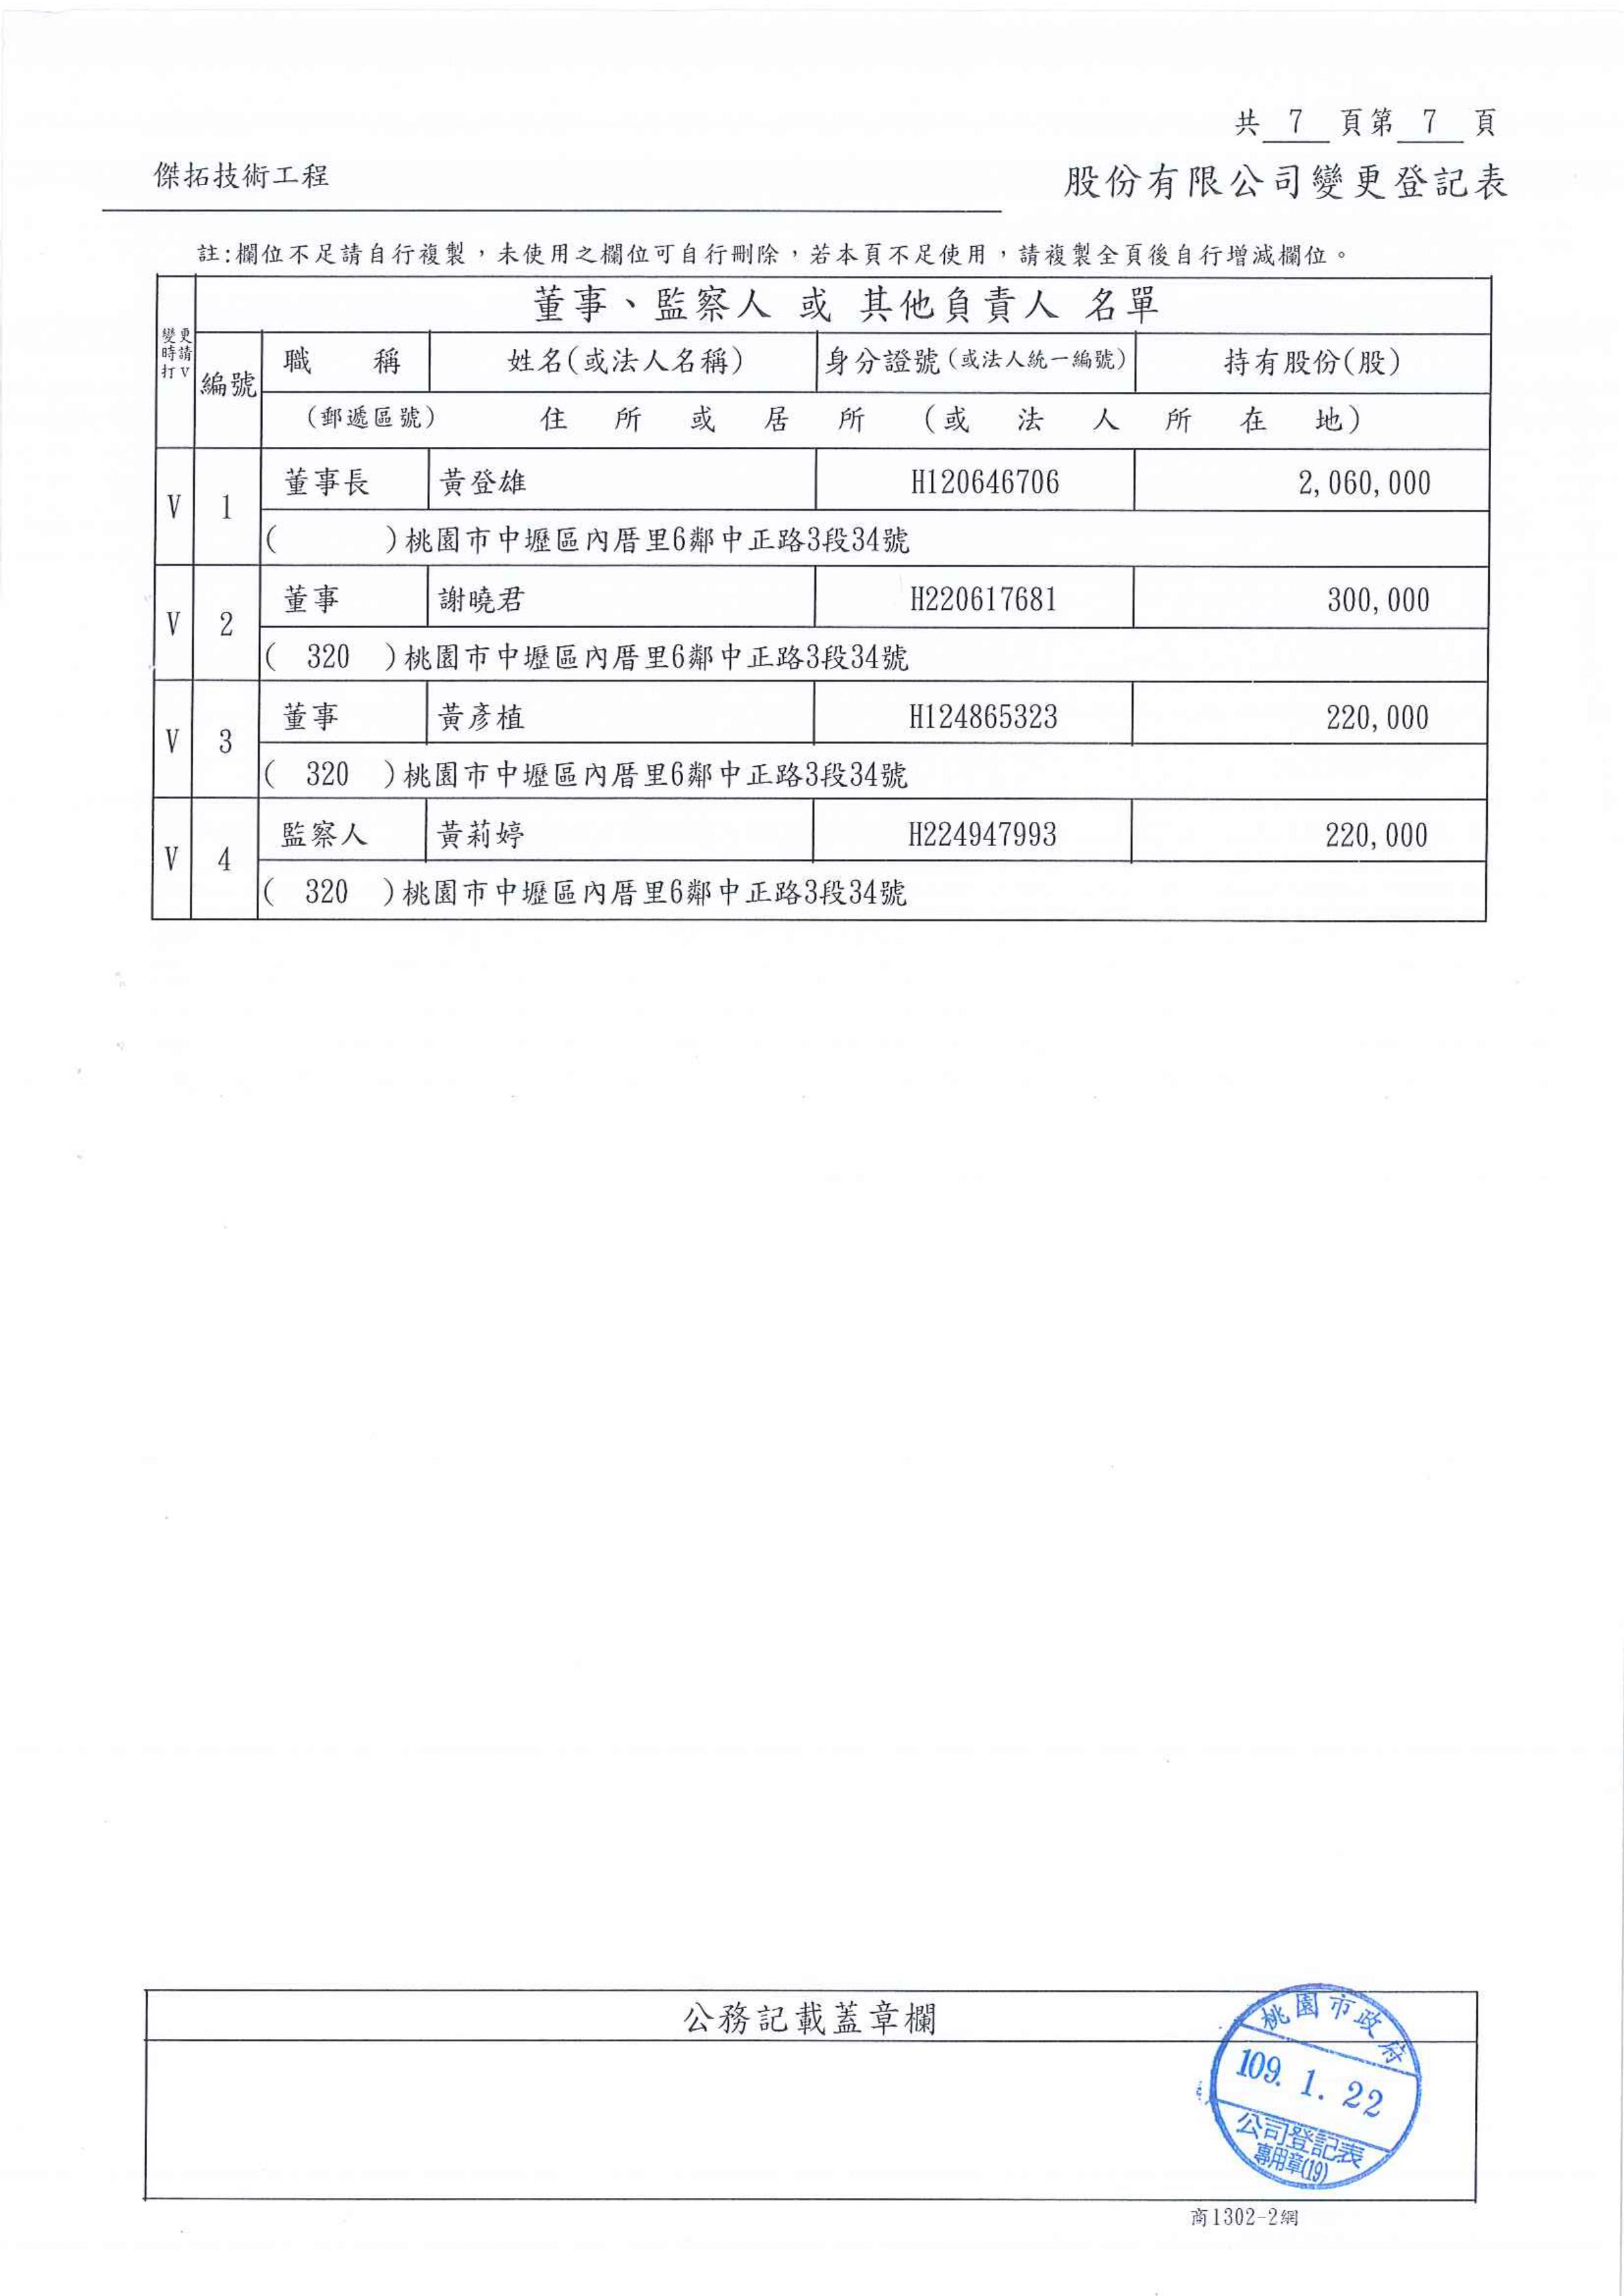 共 7 頁第 7 頁
傑拓技術工程 股份有限公司變更登記表
註:欄位不足請自行複製，未使用之欄位可自行刪除，若本頁不足使用，請複製全頁後自行增減欄位。
變更時請打V
董事、監察人 或 其他負責人 名單
編號 職 稱 姓名(或法人名稱) 身分證號(或法人統一編號) 持有股份(股)
(郵遞區號) 住 所 或 居 所 (或 法 人 所 在 地)
V 1 董事長 黃登雄 H120646706 2,060,000
( )桃園市中壢區內厝里6鄰中正路3段34號
V 2 董事 謝曉君 H220617681 300,000
( 320 )桃園市中壢區內厝里6鄰中正路3段34號
V 3 董事 黃彥植 H124865323 220,000
( 320 )桃園市中壢區內厝里6鄰中正路3段34號
V 4 監察人 黃莉婷 H224947993 220,000
( 320 )桃園市中壢區內厝里6鄰中正路3段34號
公務記載蓋章欄
桃園市政府
109. 1. 22
公司登記表
專用章(19)
商1302-2網